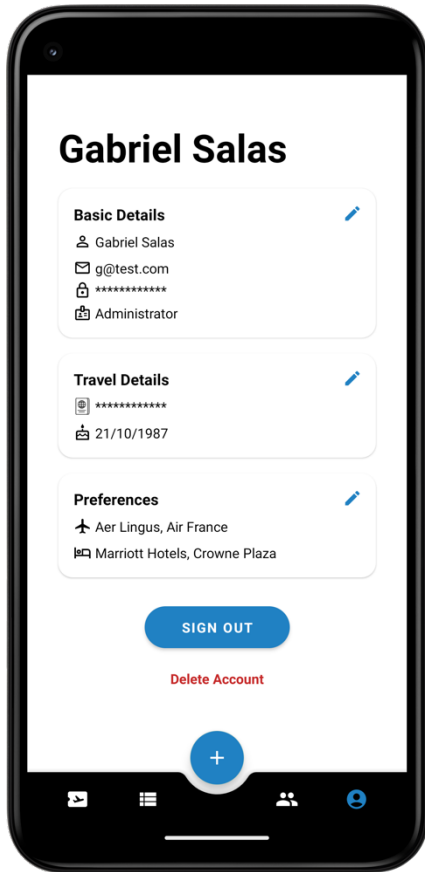 Gabriel Salas
Basic Details
Gabriel Salas
g@test.com
************
Administrator
Travel Details
************
21/10/1987
Preferences
Aer Lingus, Air France
Marriott Hotels, Crowne Plaza
SIGN OUT
Delete Account
+